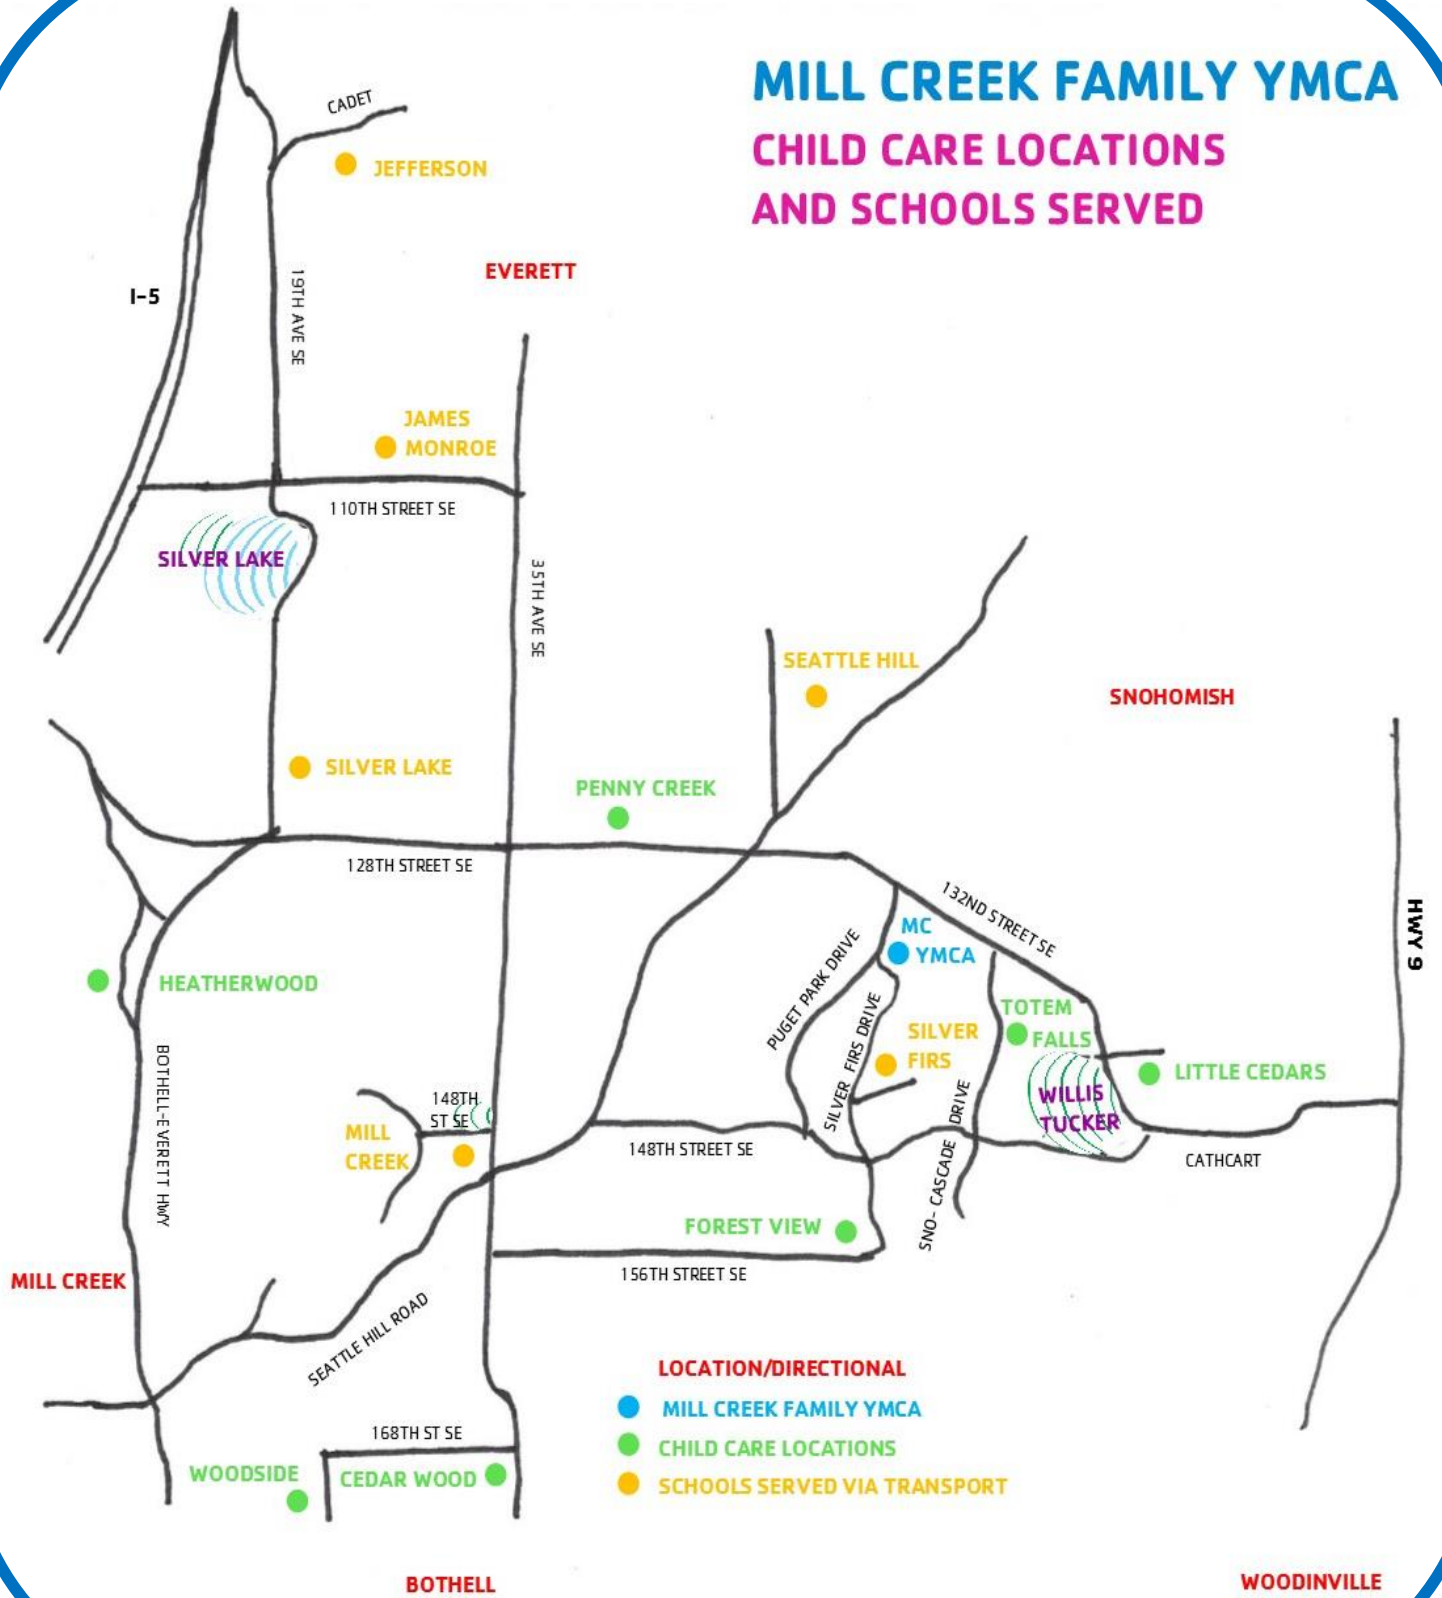 MILL CREEK FAMILY YMCA
CHILD CARE LOCATIONS
AND SCHOOLS SERVED
CADET
JEFFERSON
EVERETT
I-5
19TH AVE SE
JAMES
MONROE
110TH STREET SE
SILVER LAKE
35TH AVE SE
SEATTLE HILL
SNOHOMISH
SILVER LAKE
PENNY CREEK
128TH STREET SE
132ND STREET SE
HWY 9
MC
YMCA
HEATHERWOOD
PUGET PARK DRIVE
SILVER FIRS DRIVE
SILVER
FIRS
TOTEM
FALLS
LITTLE CEDARS
WILLIS
TUCKER
BOTHELL-EVERETT HWY
148TH
ST SE
MILL
CREEK
148TH STREET SE
SNO- CASCADE DRIVE
CATHCART
FOREST VIEW
156TH STREET SE
MILL CREEK
SEATTLE HILL ROAD
LOCATION/DIRECTIONAL
MILL CREEK FAMILY YMCA
CHILD CARE LOCATIONS
SCHOOLS SERVED VIA TRANSPORT
168TH ST SE
WOODSIDE
CEDAR WOOD
BOTHELL
WOODINVILLE